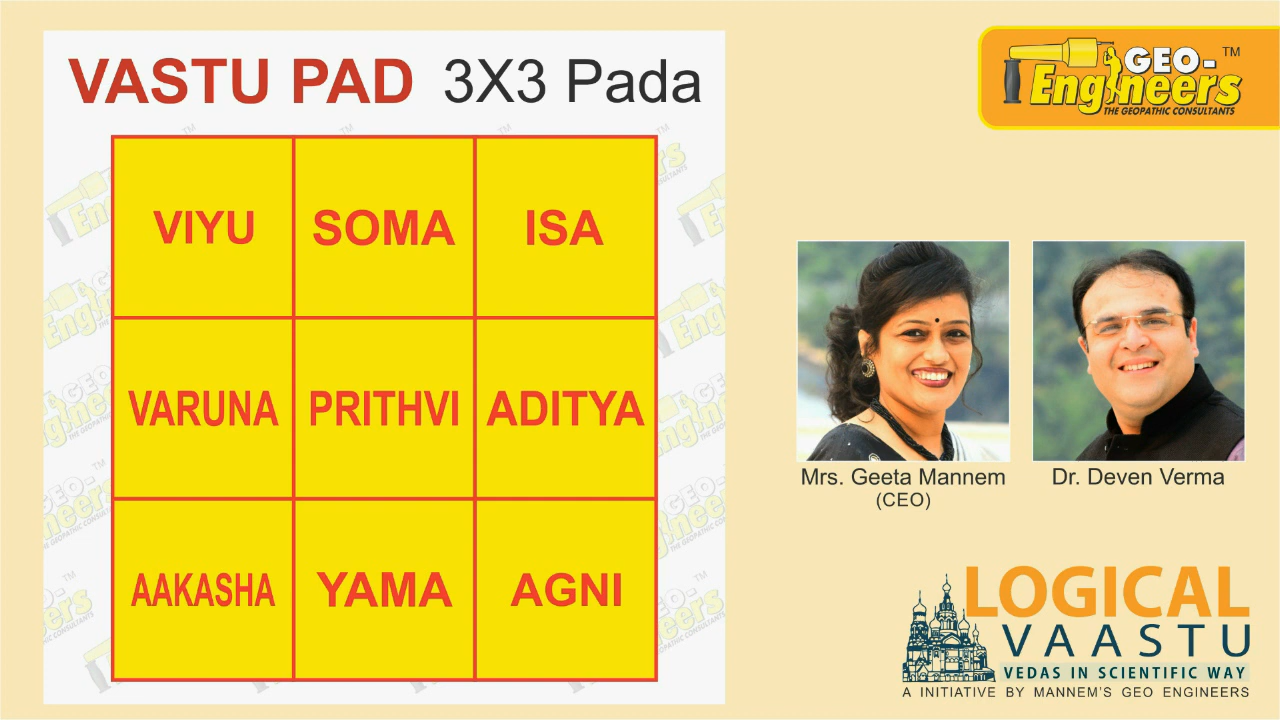 VASTU PAD 3X3 Pada
VIYU SOMA ISA
VARUNA PRITHVI ADITYA
AAKASHA YAMA AGNI
GEO-
Engineers
TM
THE GEOPATHIC CONSULTANTS
Mrs. Geeta Mannem
(CEO)
Dr. Deven Verma
LOGICAL
VAASTU
VEDAS IN SCIENTIFIC WAY
A INITIATIVE BY MANNEM'S GEO ENGINEERS